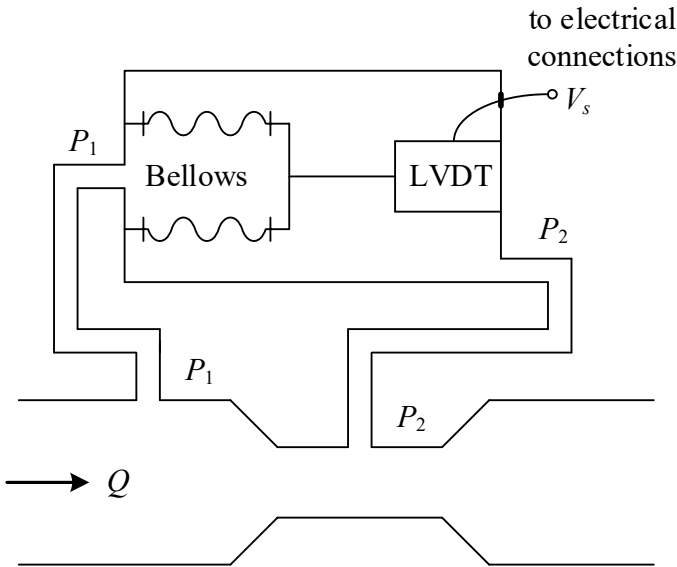 to electrical
connections
V_s
P_1
Bellows
LVDT
P_2
P_1
P_2
Q